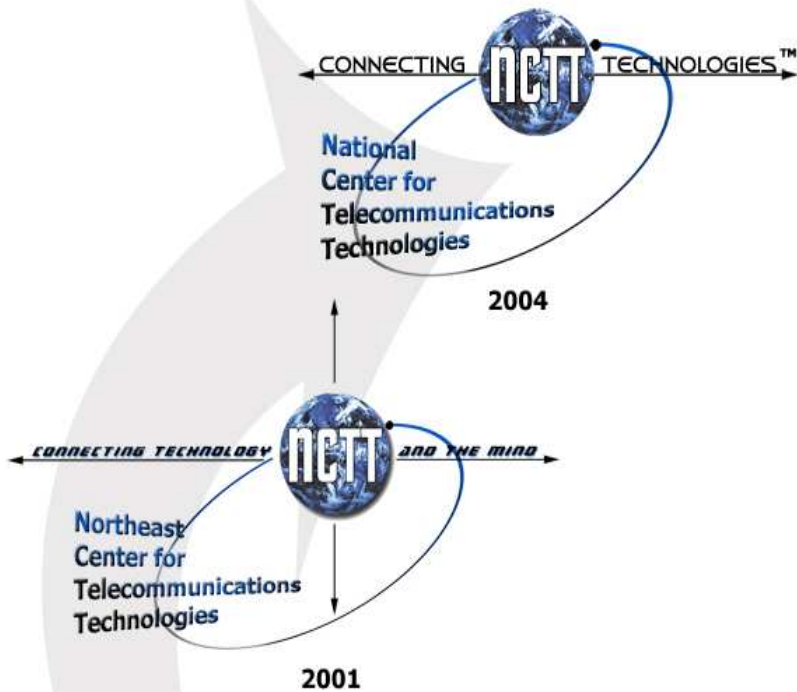 CONNECTING NCTT TECHNOLOGIES™
National
Center for
Telecommunications
Technologies
2004
CONNECTING TECHNOLOGY NCTT AND THE MIND
Northeast
Center for
Telecommunications
Technologies
2001